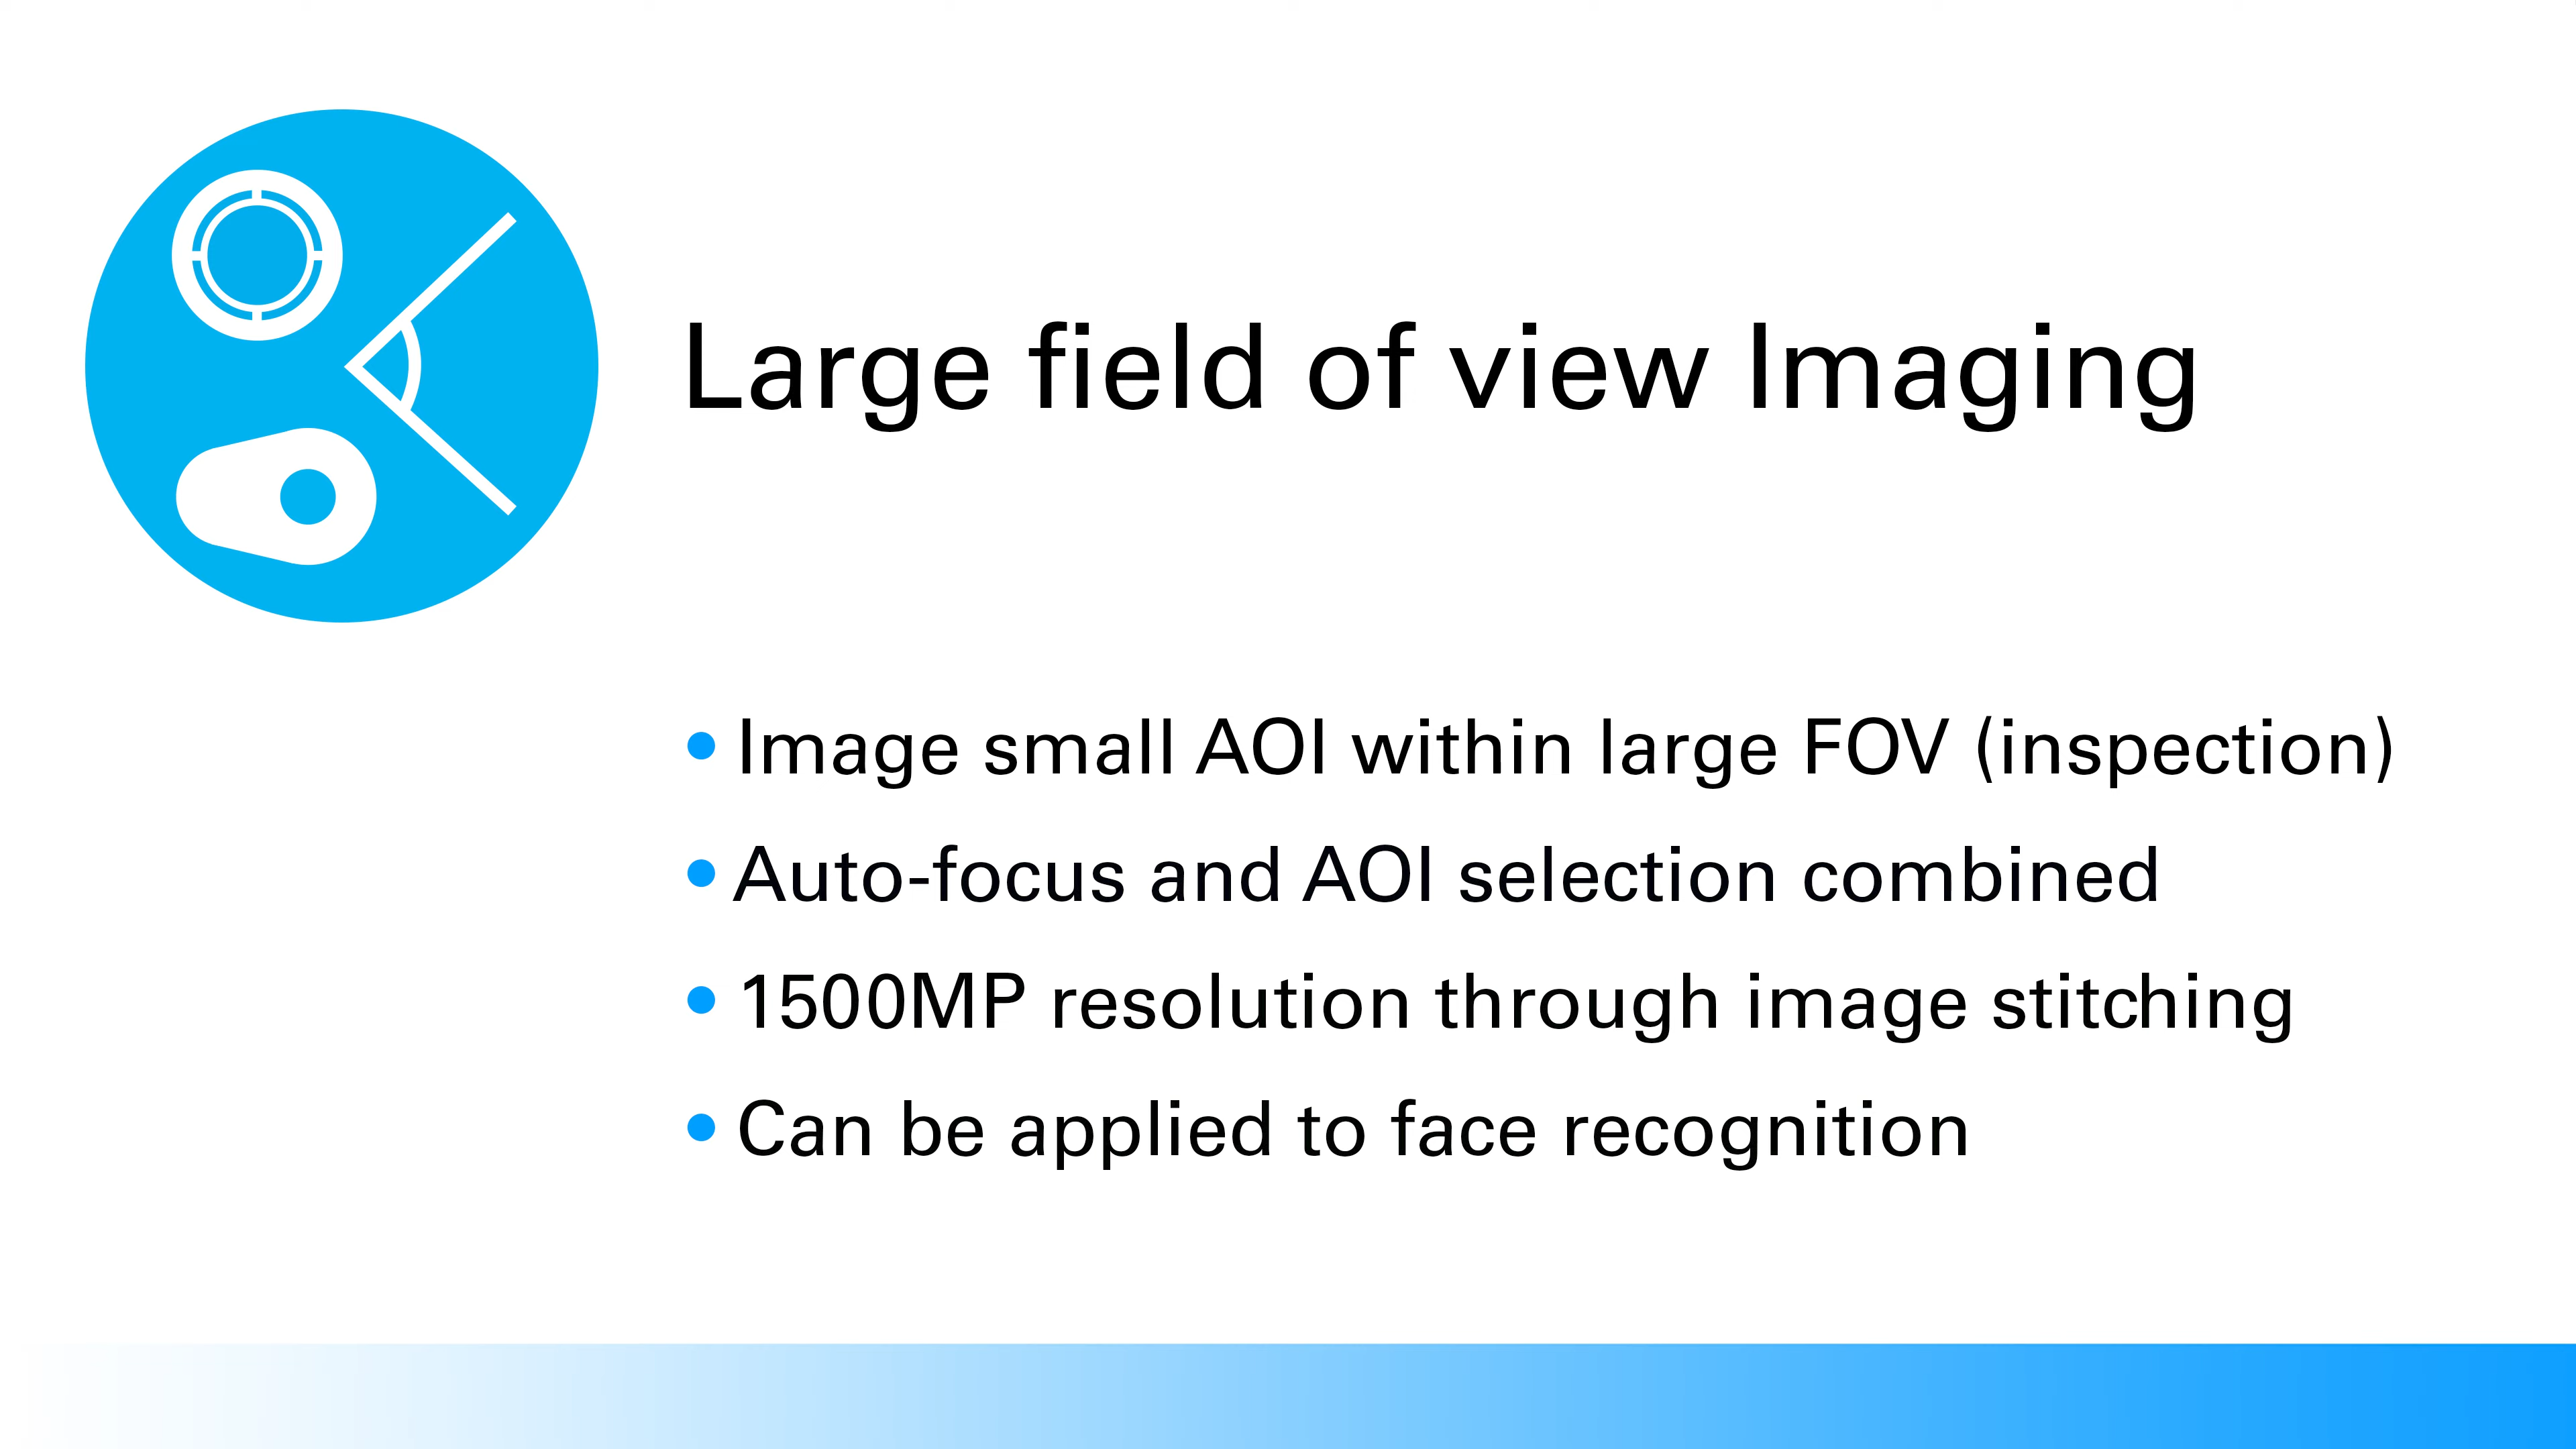 Large field of view Imaging
• Image small AOI within large FOV (inspection)
• Auto-focus and AOI selection combined
• 1500MP resolution through image stitching
• Can be applied to face recognition